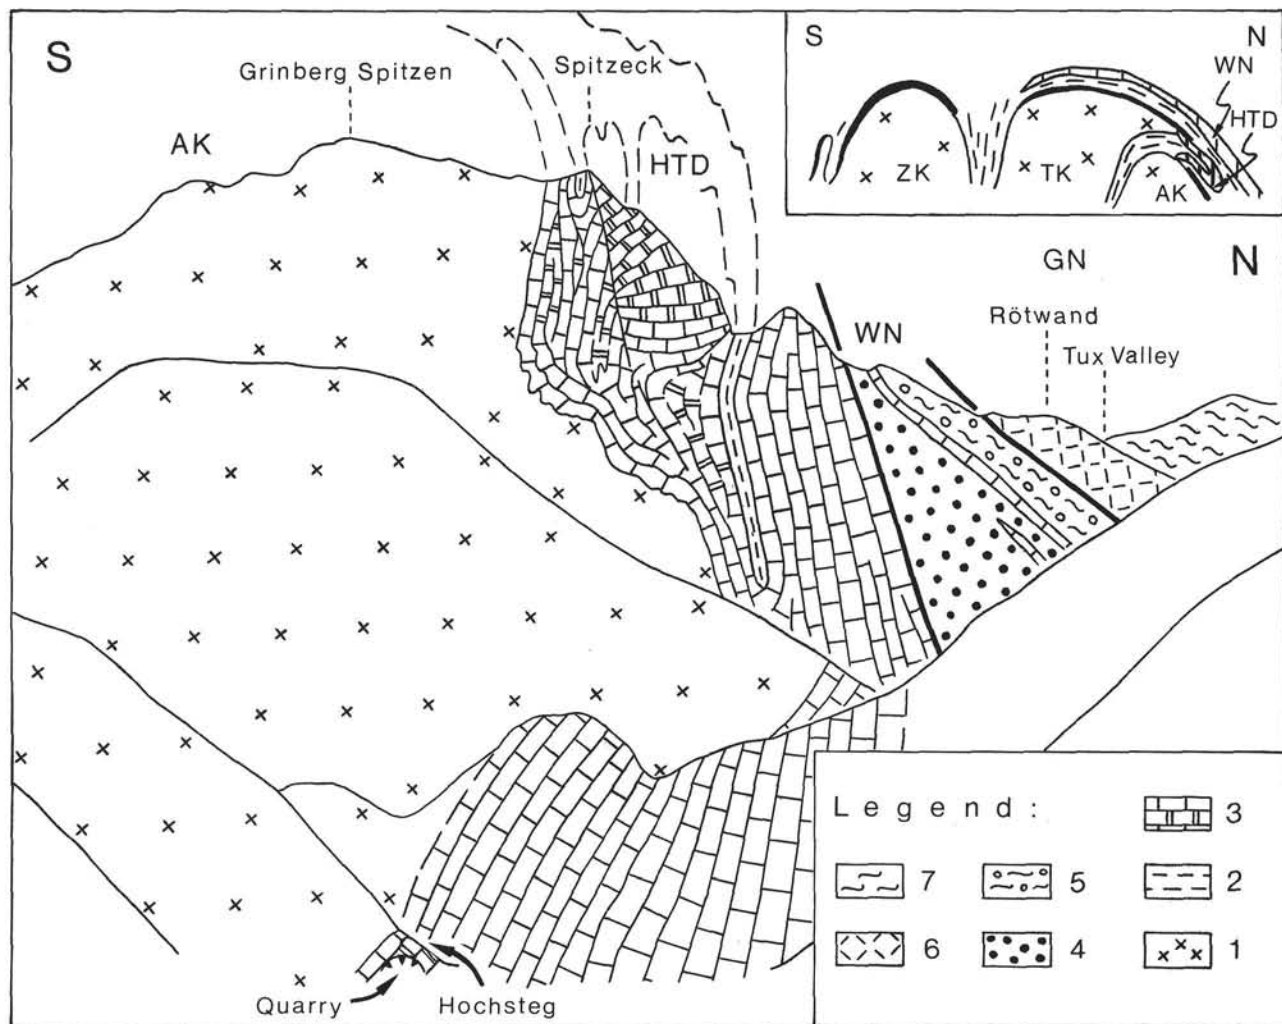 S
Grinberg Spitzen
Spitzeck
AK
HTD
S
N
WN
HTD
ZK
TK
AK
GN
N
Rötwand
WN
Tux Valley
Legend :
3
7
5
2
6
4
1
Quarry
Hochsteg